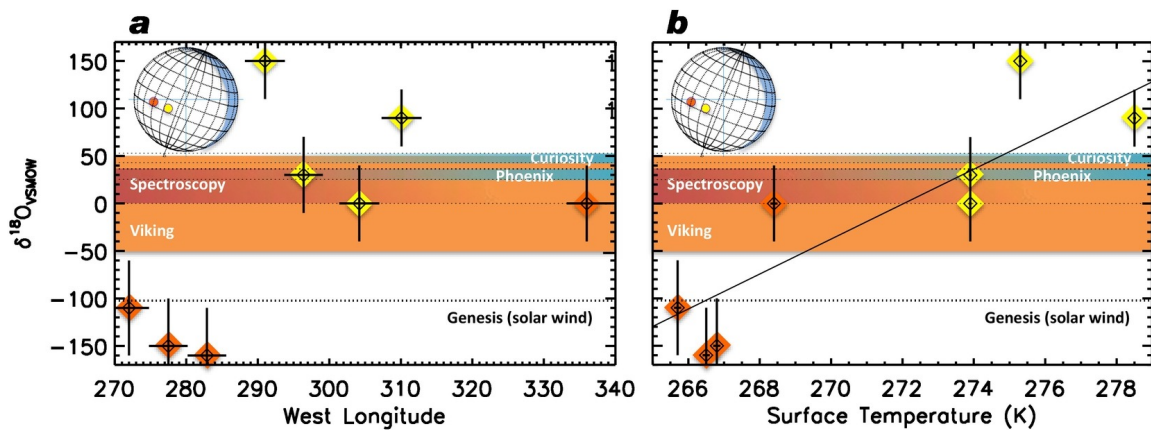 a
b
150
100
50
0
−50
−100
−150
δ¹⁸O_VSMOW
Curiosity
Phoenix
Spectroscopy
Viking
Genesis (solar wind)
270 280 290 300 310 320 330 340
West Longitude
Curiosity
Phoenix
Spectroscopy
Viking
Genesis (solar wind)
266 268 270 272 274 276 278
Surface Temperature (K)